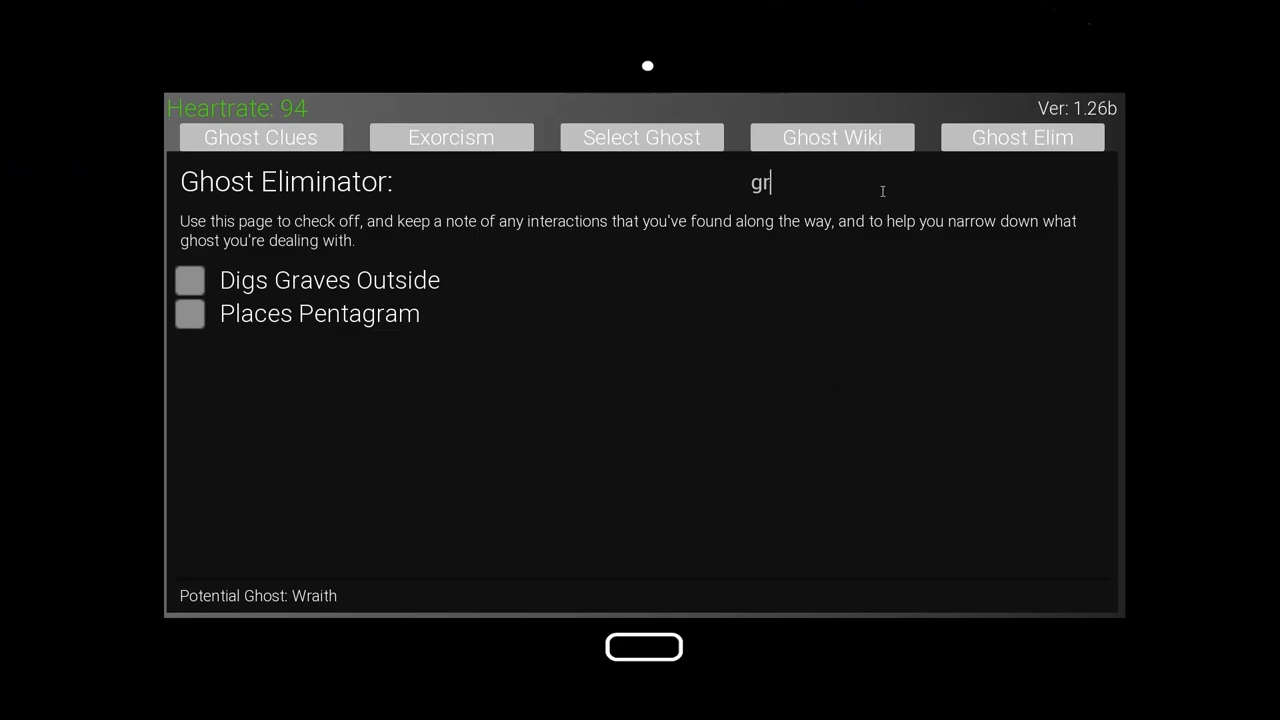 Heartrate: 94
Ver: 1.26b
Ghost Clues
Exorcism
Select Ghost
Ghost Wiki
Ghost Elim
Ghost Eliminator:
gr
Use this page to check off, and keep a note of any interactions that you've found along the way, and to help you narrow down what
ghost you're dealing with.
Digs Graves Outside
Places Pentagram
Potential Ghost: Wraith